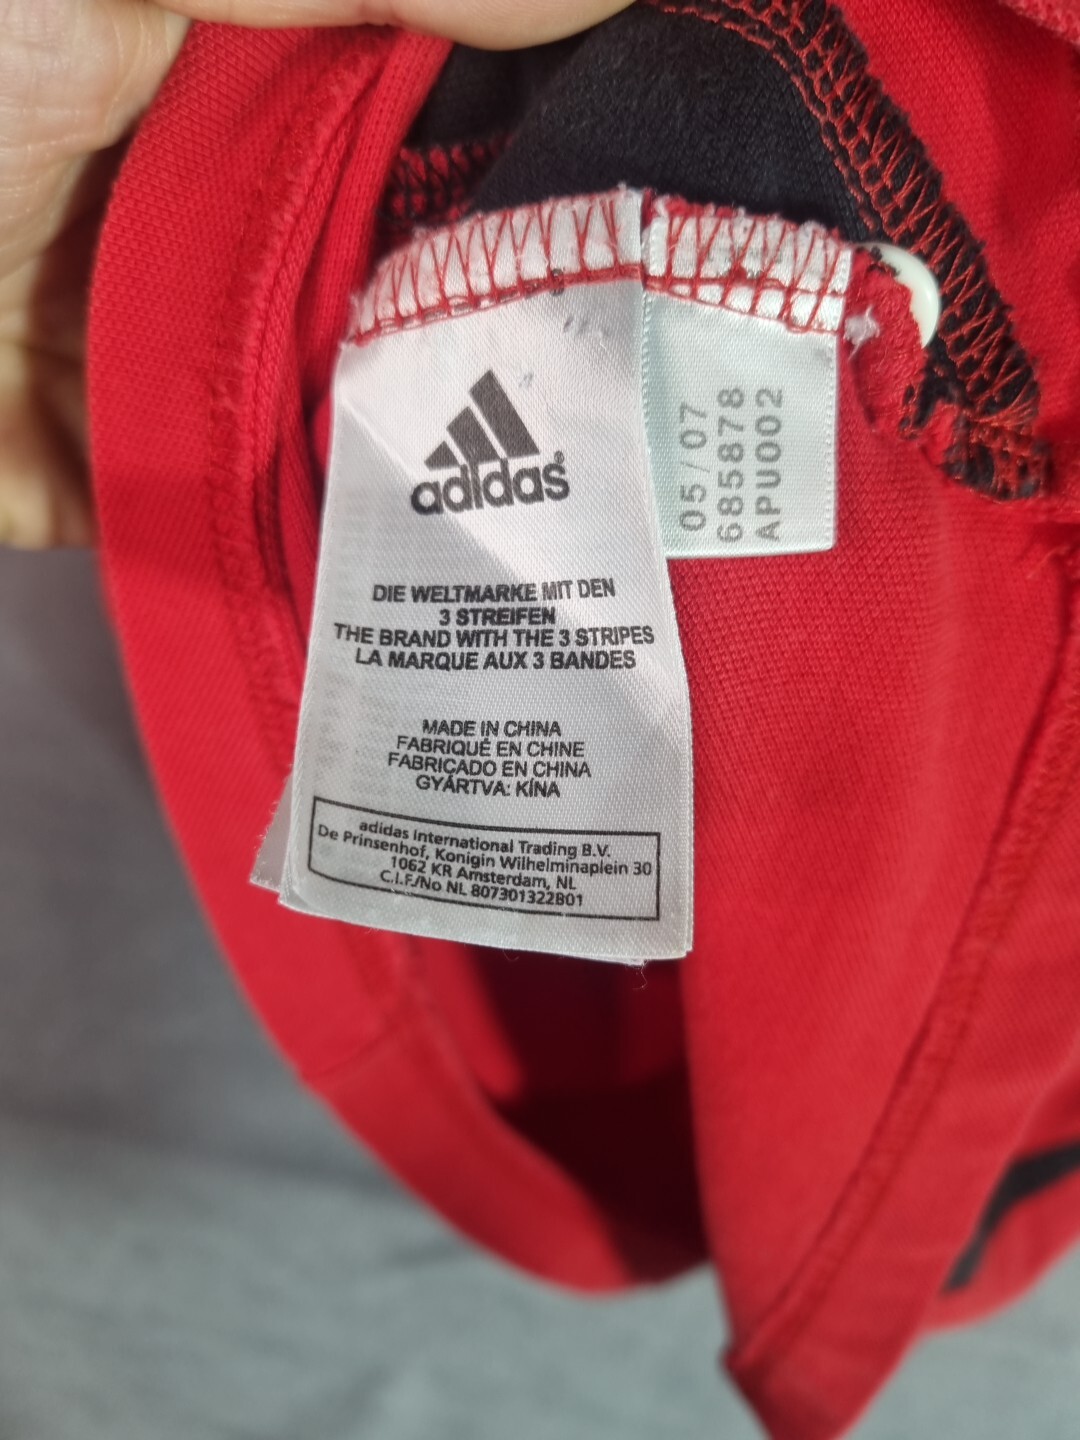 adidas®
DIE WELTMARKE MIT DEN
3 STREIFEN
THE BRAND WITH THE 3 STRIPES
LA MARQUE AUX 3 BANDES
MADE IN CHINA
FABRIQUÉ EN CHINE
FABRICADO EN CHINA
GYÁRTVA: KÍNA
adidas International Trading B.V.
De Prinsenhof, Konigin Wilhelminaplein 30
1062 KR Amsterdam, NL
C.I.F./No NL 807301322B01
05/07
685878
APU002